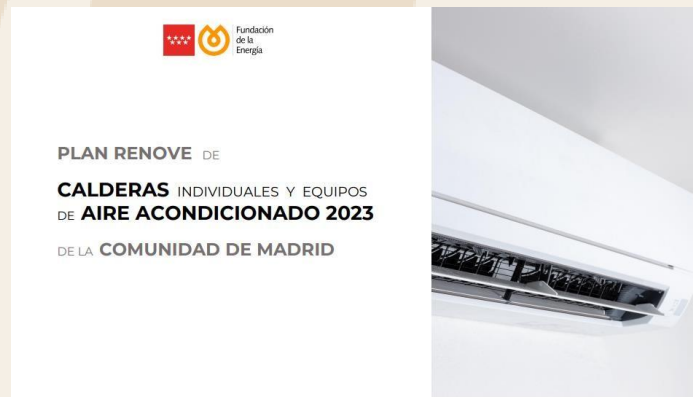 Fundación
de la
Energía
PLAN RENOVE DE
CALDERAS INDIVIDUALES Y EQUIPOS
DE AIRE ACONDICIONADO 2023
DE LA COMUNIDAD DE MADRID